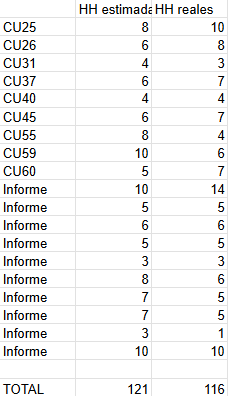 HH estimada HH reales
CU25 8 10
CU26 6 8
CU31 4 3
CU37 6 7
CU40 4 4
CU45 6 7
CU55 8 4
CU59 10 6
CU60 5 7
Informe 10 14
Informe 5 5
Informe 6 6
Informe 5 5
Informe 3 3
Informe 8 6
Informe 7 5
Informe 7 5
Informe 3 1
Informe 10 10
TOTAL 121 116